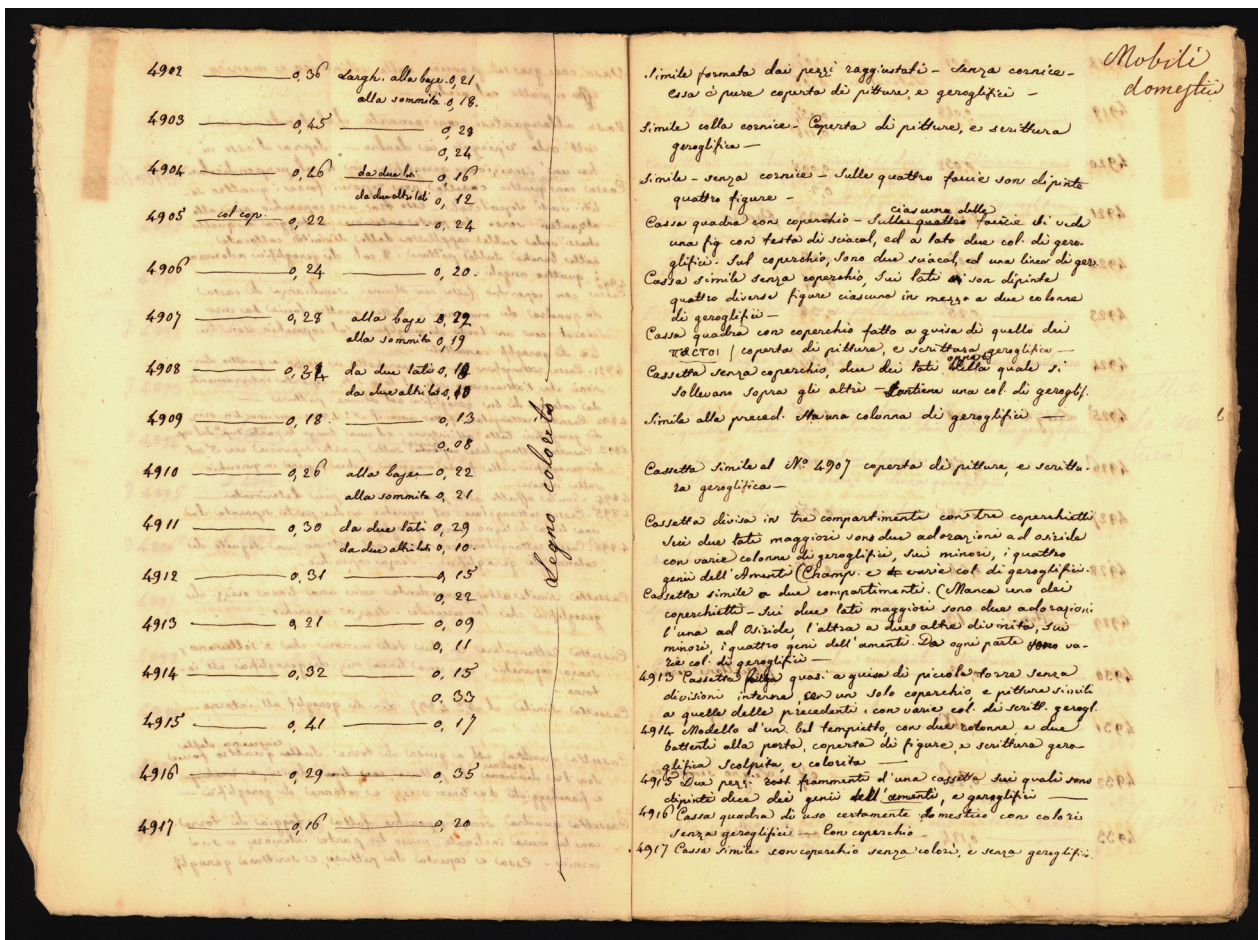 4902 0,36 Largh. alla base 0,21
alla sommità 0,18.
4903 0,45 0,28
0,24
4904 0,46 da due lati 0,16
da due altri lati 0,12
4905 col cop. 0,22 0,24
4906 0,24 0,20.
4907 0,28 alla base 0,22
alla sommità 0,19
4908 da due lati
da due altri lati
4909 0,18 0,13
0,08
4910 0,26 alla base 0,22
alla sommità 0,21
4911 0,30 da due lati 0,29
da due altri lati 0,10.
4912 0,31 0,15
0,22
4913 0,21 0,09
0,11
4914 0,32 0,15
0,33
4915 0,41 0,17
4916 0,29 0,35
4917 0,16 0,20
Legno colorito
Mobili
domestici
Simile formata dai pezzi raggiustati – Senza cornice –
essa è pure coperta di pitture, e geroglifici –
Simile colla cornice – Coperta di pitture, e scrittura
geroglifica –
Simile – senza cornice – Sulle quattro faccie son dipinte
quattro figure –
ciascuna delle
Cassa quadra con coperchio – Sulle quattro faccie si vede
una fig con testa di sciacal, ed a lato due col. di gero-
glifici. Sul coperchio, sono due sciacal, ed una linea di ger.
Cassa simile senza coperchio, Sui lati son dipinte
quattro diverse figure ciascuna in mezzo a due colonne
di geroglifici –
Cassa quadra con coperchio fatto a guisa di quello dei
ΠΑCΤΟΙ / coperta di pitture, e scrittura geroglifica –
opposti
Cassetta senza coperchio, due dei lati della quale si
sollevano sopra gli altri – Contiene una col. di geroglif.
Simile alla preced. Ha una colonna di geroglifici –
Cassetta simile al Nº 4907 coperta di pitture, e scrittu-
ra geroglifica –
Cassetta divisa in tre compartimenti con tre coperchietti
Sui due lati maggiori sono due adorazioni ad osiride
con varie colonne di geroglifici, sui minori, i quattro
genii dell'Amenti (Champ. e varie col di geroglifici.
Cassetta simile a due compartimenti. (Manca uno dei
coperchietti – Sui due lati maggiori sono due adorazioni
l'una ad Osiride, l'altra a due altre divinità, sui
minori, i quattro genii dell'amenti. Da ogni parte sono va-
rie col. di geroglifici –
4913 Cassetta quasi a guisa di piccola torre senza
divisioni interne, con un solo coperchio, e pitture simili
a quelle delle precedenti con varie col. di scritt. gerogl.
4914 Modello d'un bel tempietto, con due colonne e due
battenti alla porta, coperta di figure, e scrittura gero-
glifica scolpita, e colorita –
4915 Due pezzi frammenti d'una cassetta sui quali sono
dipinte due dei genii dell'amenti, e geroglifici –
4916 Cassa quadra di uso certamente domestico con colori
senza geroglifici – Con coperchio –
4917 Cassa simile con coperchio senza colori, e senza geroglifici.